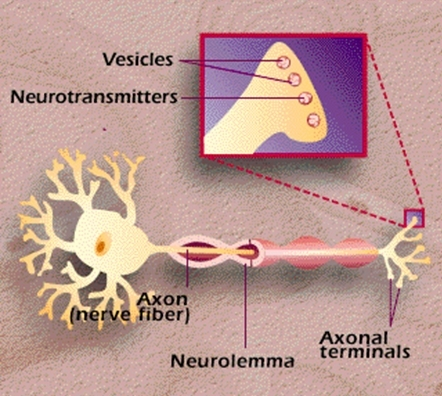 Vesicles
Neurotransmitters
Axon
(nerve fiber)
Neurolemma
Axonal
terminals